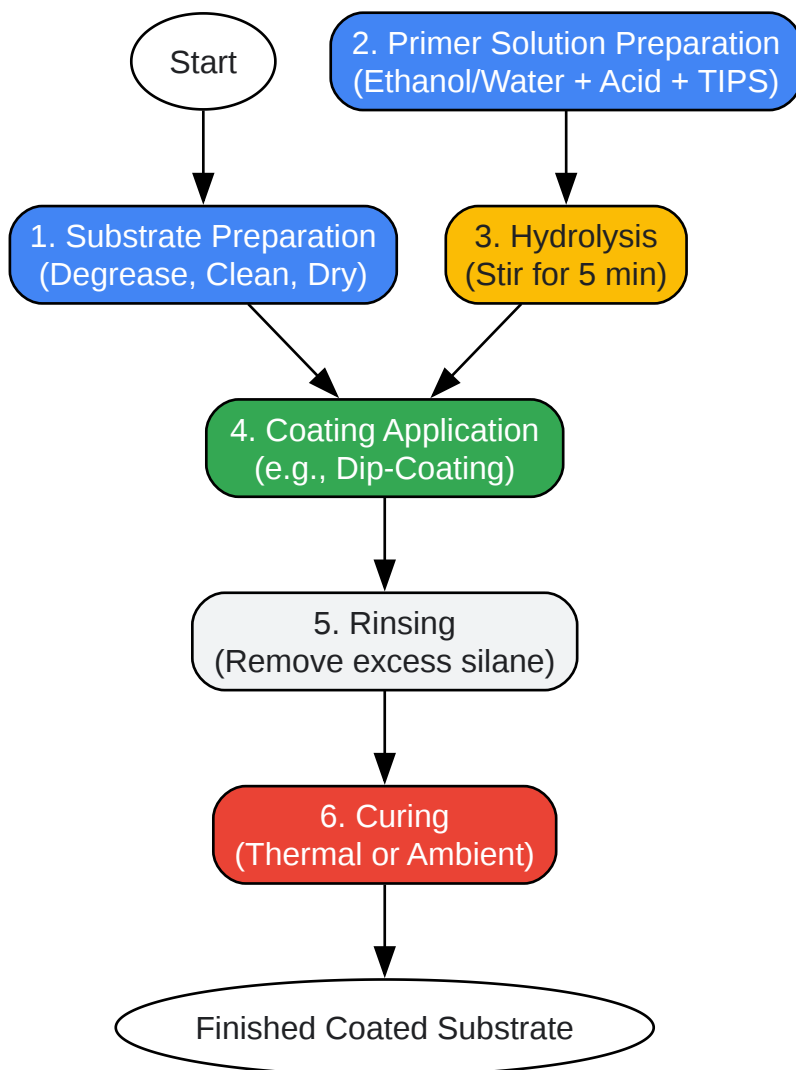 Start
2. Primer Solution Preparation
(Ethanol/Water + Acid + TIPS)
1. Substrate Preparation
(Degrease, Clean, Dry)
3. Hydrolysis
(Stir for 5 min)
4. Coating Application
(e.g., Dip-Coating)
5. Rinsing
(Remove excess silane)
6. Curing
(Thermal or Ambient)
Finished Coated Substrate